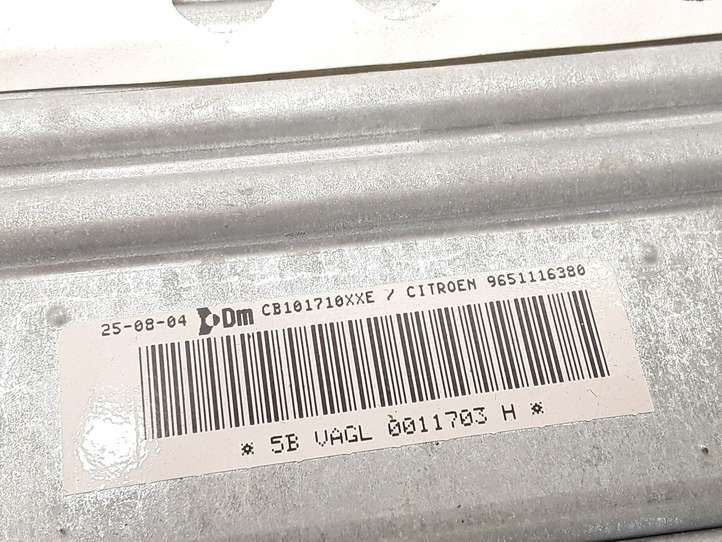 25-08-04 Dm CB101710XXE / CITROEN 9651116380
* 5B VAGL 0011703 H *